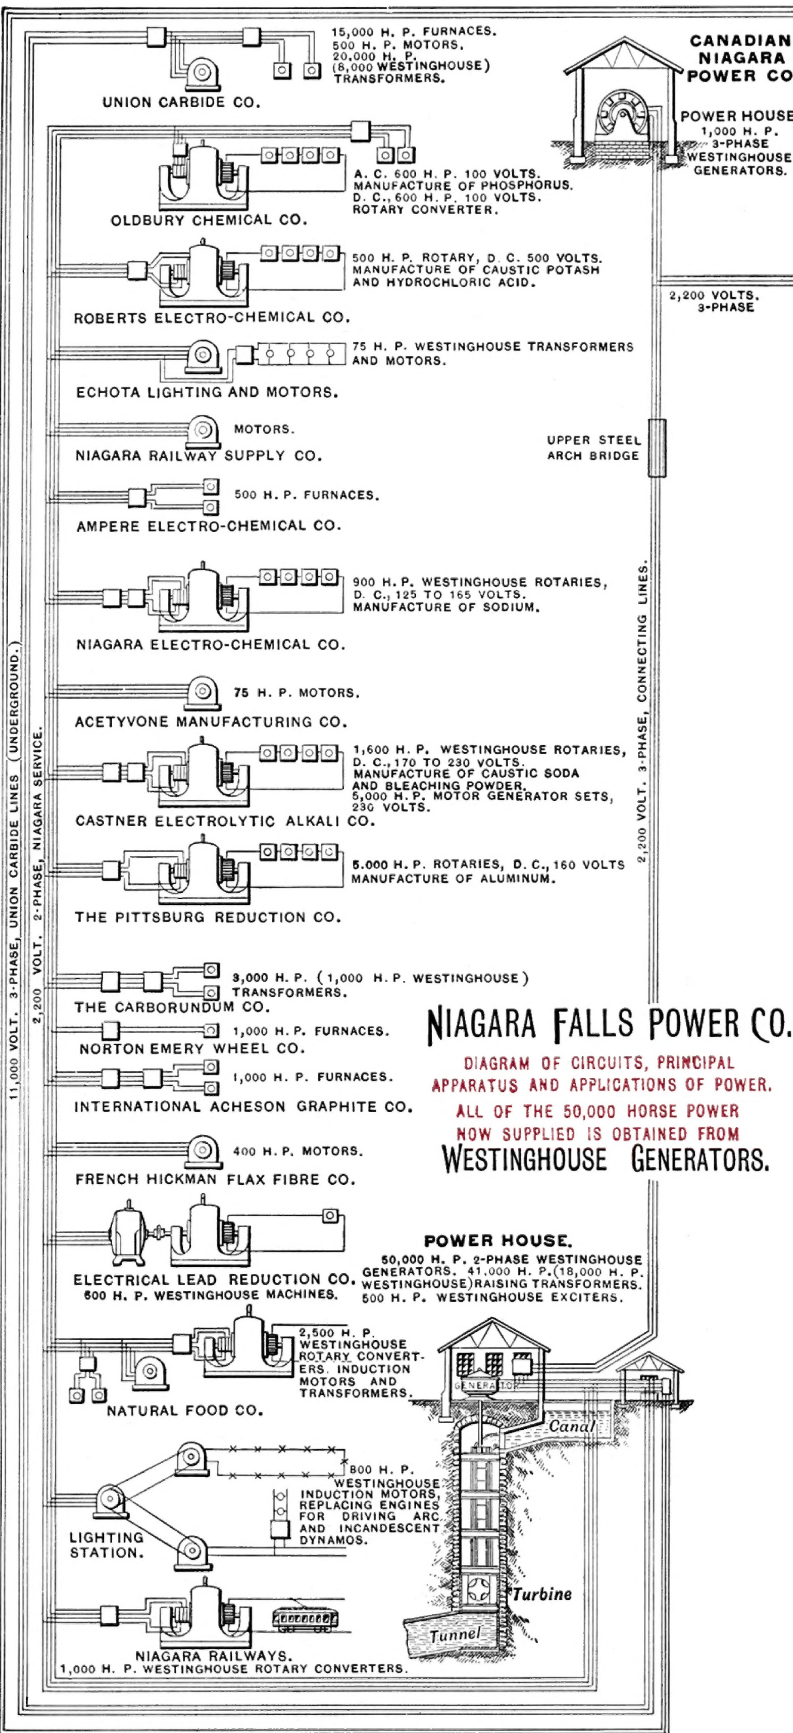 15,000 H. P. FURNACES.
500 H. P. MOTORS,
20,000 H. P.
(8,000 WESTINGHOUSE)
TRANSFORMERS.
UNION CARBIDE CO.
CANADIAN
NIAGARA
POWER CO
POWER HOUSE
1,000 H. P.
3-PHASE
WESTINGHOUSE
GENERATORS.
A. C. 600 H. P. 100 VOLTS.
MANUFACTURE OF PHOSPHORUS.
D. C., 600 H. P. 100 VOLTS.
ROTARY CONVERTER.
OLDBURY CHEMICAL CO.
500 H. P. ROTARY, D. C. 500 VOLTS.
MANUFACTURE OF CAUSTIC POTASH
AND HYDROCHLORIC ACID.
ROBERTS ELECTRO-CHEMICAL CO.
2,200 VOLTS.
3-PHASE
75 H. P. WESTINGHOUSE TRANSFORMERS
AND MOTORS.
ECHOTA LIGHTING AND MOTORS.
MOTORS.
NIAGARA RAILWAY SUPPLY CO.
UPPER STEEL
ARCH BRIDGE
500 H. P. FURNACES.
AMPERE ELECTRO-CHEMICAL CO.
900 H. P. WESTINGHOUSE ROTARIES,
D. C., 125 TO 165 VOLTS.
MANUFACTURE OF SODIUM.
NIAGARA ELECTRO-CHEMICAL CO.
75 H. P. MOTORS.
ACETYVONE MANUFACTURING CO.
1,600 H. P. WESTINGHOUSE ROTARIES,
D. C., 170 TO 230 VOLTS.
MANUFACTURE OF CAUSTIC SODA
AND BLEACHING POWDER.
5,000 H. P. MOTOR GENERATOR SETS,
230 VOLTS.
CASTNER ELECTROLYTIC ALKALI CO.
5.000 H. P. ROTARIES, D. C., 160 VOLTS
MANUFACTURE OF ALUMINUM.
THE PITTSBURG REDUCTION CO.
11,000 VOLT. 3-PHASE, UNION CARBIDE LINES (UNDERGROUND.)
2,200 VOLT. 2-PHASE, NIAGARA SERVICE.
2,200 VOLT. 3-PHASE, CONNECTING LINES.
3,000 H. P. (1,000 H. P. WESTINGHOUSE)
TRANSFORMERS.
THE CARBORUNDUM CO.
1,000 H. P. FURNACES.
NORTON EMERY WHEEL CO.
1,000 H. P. FURNACES.
INTERNATIONAL ACHESON GRAPHITE CO.
NIAGARA FALLS POWER CO.
DIAGRAM OF CIRCUITS, PRINCIPAL
APPARATUS AND APPLICATIONS OF POWER.
ALL OF THE 50,000 HORSE POWER
NOW SUPPLIED IS OBTAINED FROM
WESTINGHOUSE GENERATORS.
400 H. P. MOTORS.
FRENCH HICKMAN FLAX FIBRE CO.
ELECTRICAL LEAD REDUCTION CO.
500 H. P. WESTINGHOUSE MACHINES.
POWER HOUSE.
50,000 H. P. 2-PHASE WESTINGHOUSE
GENERATORS. 41,000 H. P. (18,000 H. P.
WESTINGHOUSE) RAISING TRANSFORMERS.
500 H. P. WESTINGHOUSE EXCITERS.
2,500 H. P.
WESTINGHOUSE
ROTARY CONVERT-
ERS. INDUCTION
MOTORS AND
TRANSFORMERS.
NATURAL FOOD CO.
GENERATOR
Canal
800 H. P.
WESTINGHOUSE
INDUCTION MOTORS,
REPLACING ENGINES
FOR DRIVING ARC
AND INCANDESCENT
DYNAMOS.
LIGHTING
STATION.
Turbine
Tunnel
NIAGARA RAILWAYS.
1,000 H. P. WESTINGHOUSE ROTARY CONVERTERS.